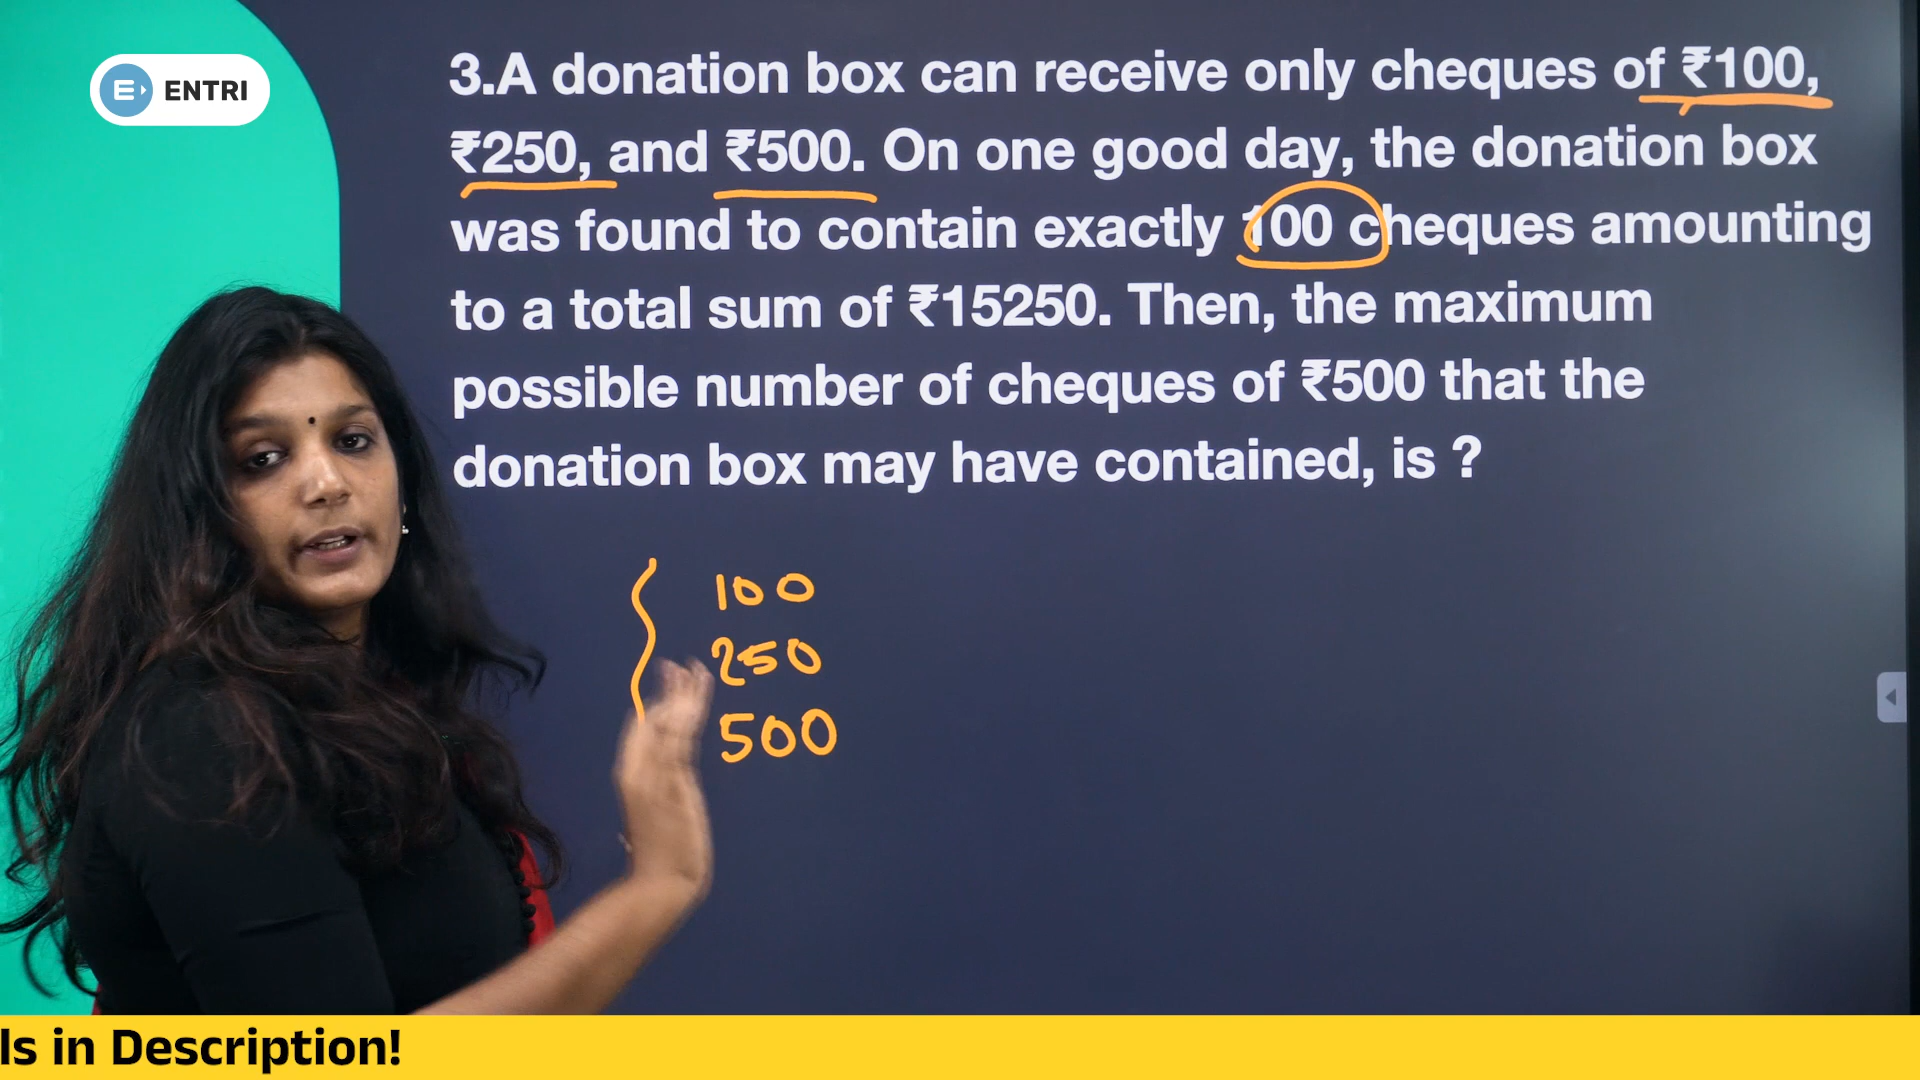 ENTRI
3.A donation box can receive only cheques of ₹100,
₹250, and ₹500. On one good day, the donation box
was found to contain exactly 100 cheques amounting
to a total sum of ₹15250. Then, the maximum
possible number of cheques of ₹500 that the
donation box may have contained, is ?
100
250
500
ls in Description!